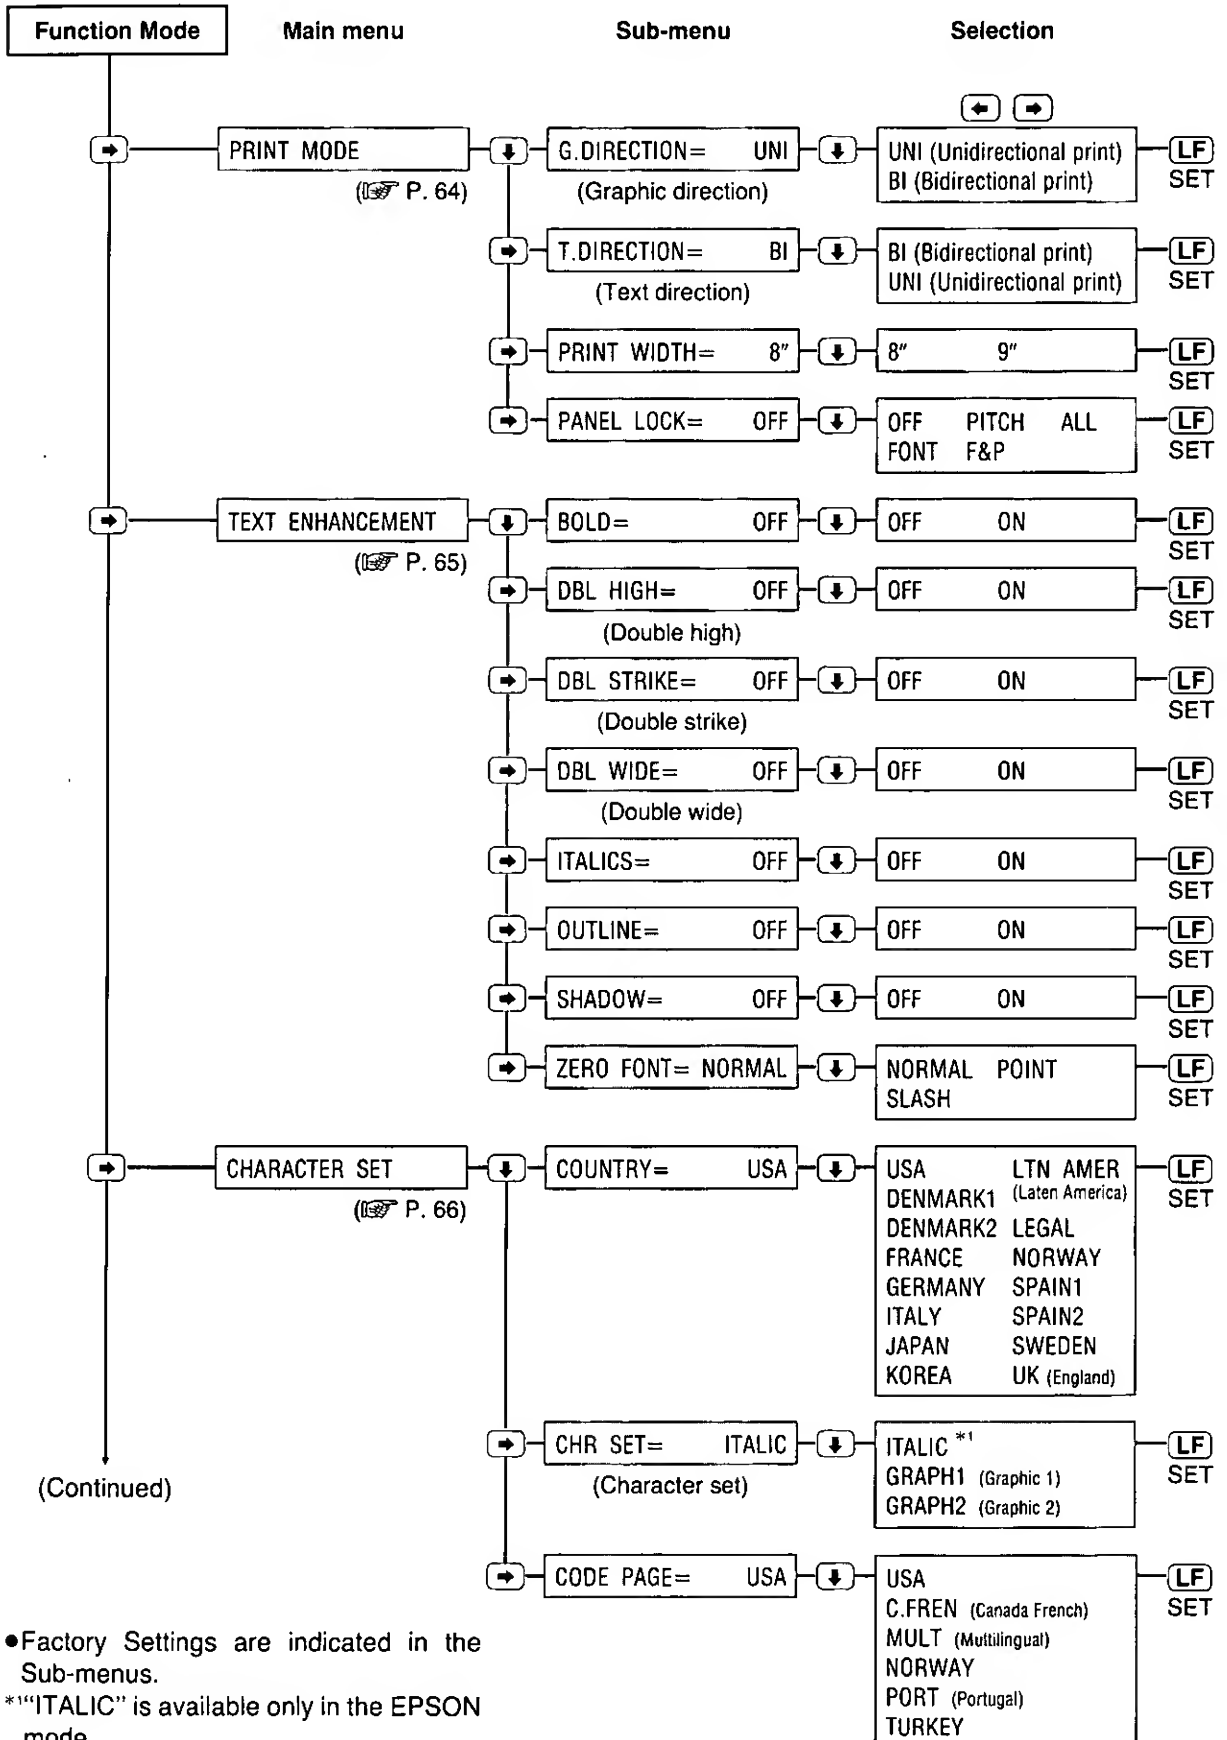 Function Mode Main menu Sub-menu Selection
PRINT MODE G.DIRECTION= UNI UNI (Unidirectional print) LF
(P. 64) (Graphic direction) BI (Bidirectional print) SET
T.DIRECTION= BI BI (Bidirectional print) LF
(Text direction) UNI (Unidirectional print) SET
PRINT WIDTH= 8" 8" 9" LF
SET
PANEL LOCK= OFF OFF PITCH ALL LF
FONT F&P SET
TEXT ENHANCEMENT BOLD= OFF OFF ON LF
(P. 65) SET
DBL HIGH= OFF OFF ON LF
(Double high) SET
DBL STRIKE= OFF OFF ON LF
(Double strike) SET
DBL WIDE= OFF OFF ON LF
(Double wide) SET
ITALICS= OFF OFF ON LF
SET
OUTLINE= OFF OFF ON LF
SET
SHADOW= OFF OFF ON LF
SET
ZERO FONT= NORMAL NORMAL POINT LF
SLASH SET
CHARACTER SET COUNTRY= USA USA LTN AMER LF
(P. 66) DENMARK1 (Laten America) SET
DENMARK2 LEGAL
FRANCE NORWAY
GERMANY SPAIN1
ITALY SPAIN2
JAPAN SWEDEN
KOREA UK (England)
CHR SET= ITALIC ITALIC *1 LF
(Continued) (Character set) GRAPH1 (Graphic 1) SET
GRAPH2 (Graphic 2)
CODE PAGE= USA USA LF
C.FREN (Canada French) SET
MULT (Multilingual)
NORWAY
PORT (Portugal)
TURKEY
●Factory Settings are indicated in the
Sub-menus.
*1"ITALIC" is available only in the EPSON
mode